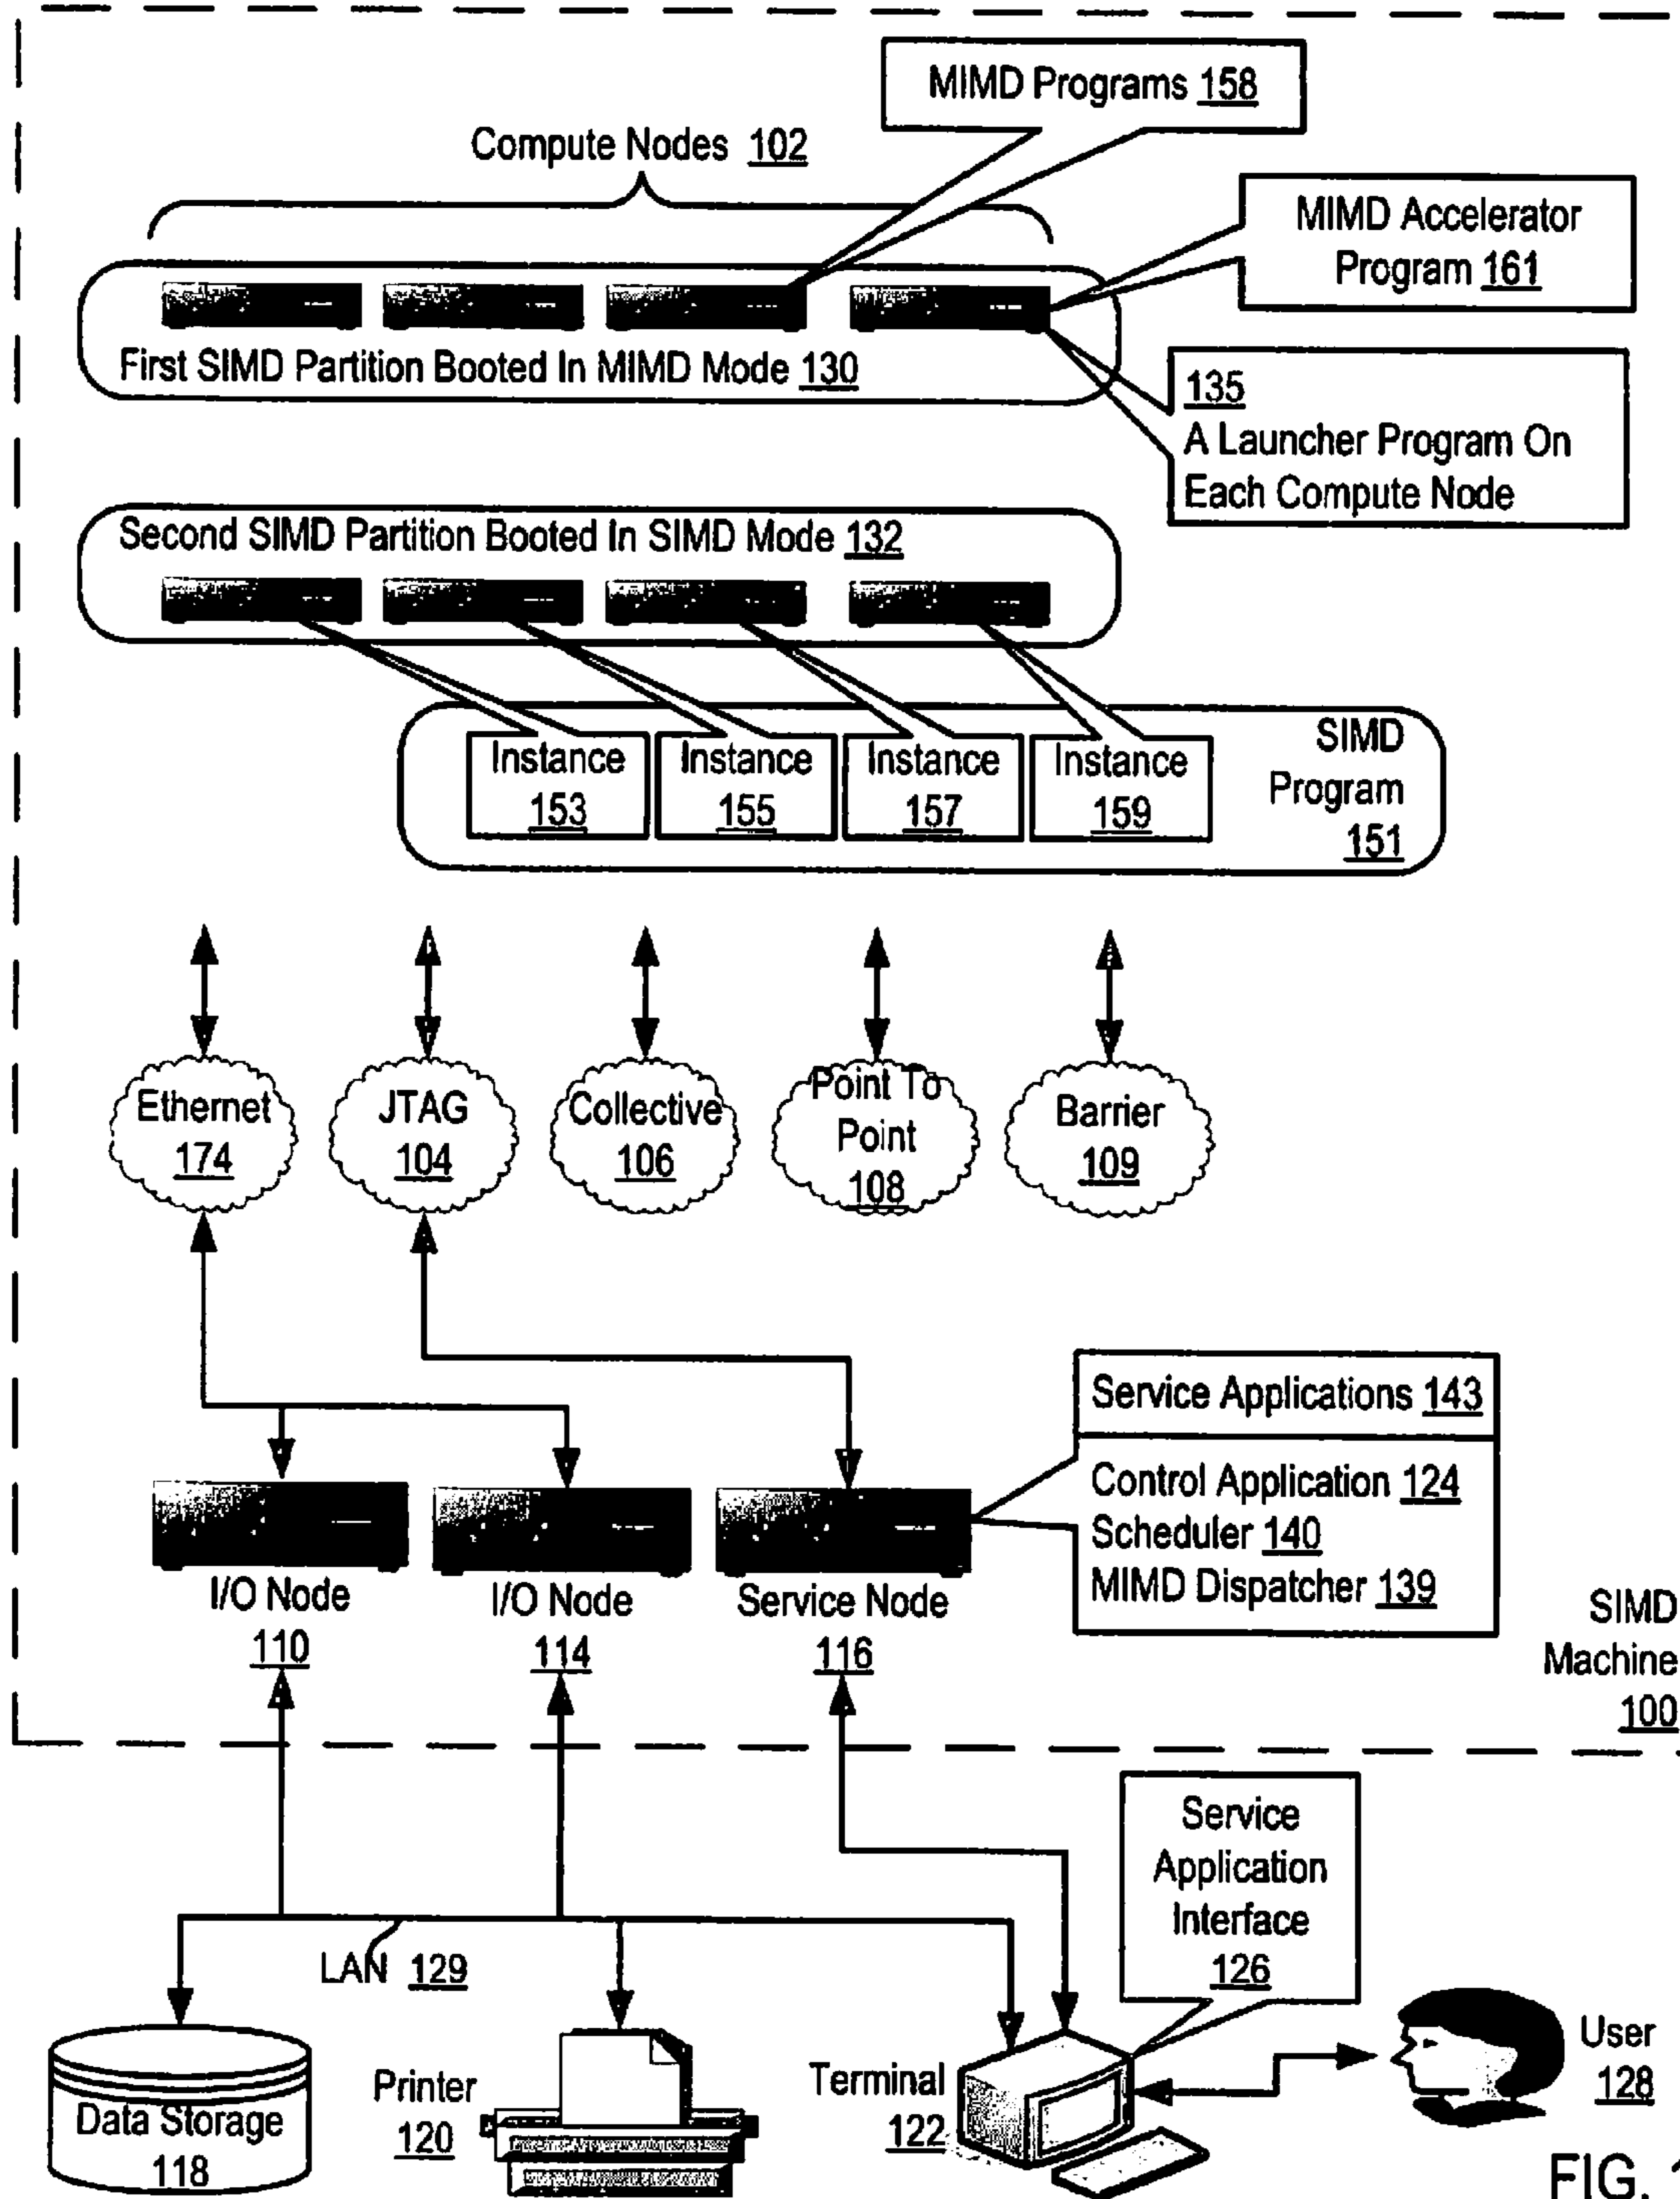 MIMD Programs 158
Compute Nodes 102
MIMD Accelerator
Program 161
First SIMD Partition Booted In MIMD Mode 130
135
A Launcher Program On
Each Compute Node
Second SIMD Partition Booted In SIMD Mode 132
Instance
153
Instance
155
Instance
157
Instance
159
SIMD
Program
151
Ethernet
174
JTAG
104
Collective
106
Point To
Point
108
Barrier
109
Service Applications 143
Control Application 124
Scheduler 140
MIMD Dispatcher 139
I/O Node
110
I/O Node
114
Service Node
116
SIMD
Machine
100
Service
Application
Interface
126
LAN 129
Data Storage
118
Printer
120
Terminal
122
User
128
FIG. 1